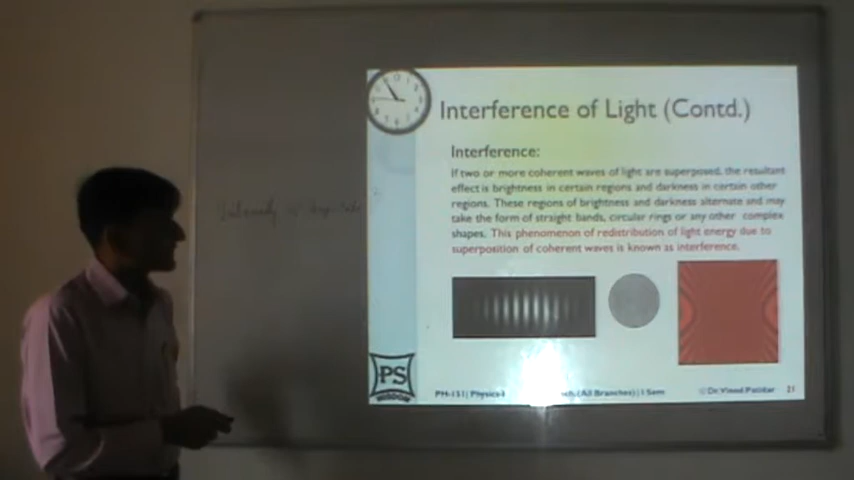 Interference of Light (Contd.)
Interference:
If two or more coherent waves of light are superposed, the resultant
effect is brightness in certain regions and darkness in certain other
regions. These regions of brightness and darkness alternate and may
take the form of straight bands, circular rings or any other complex
shapes. This phenomenon of redistribution of light energy due to
superposition of coherent waves is known as interference.
PS
WISDOM
PH-151| Physics-I (All Branches) | I Sem © Dr. Vinod Patidar 21